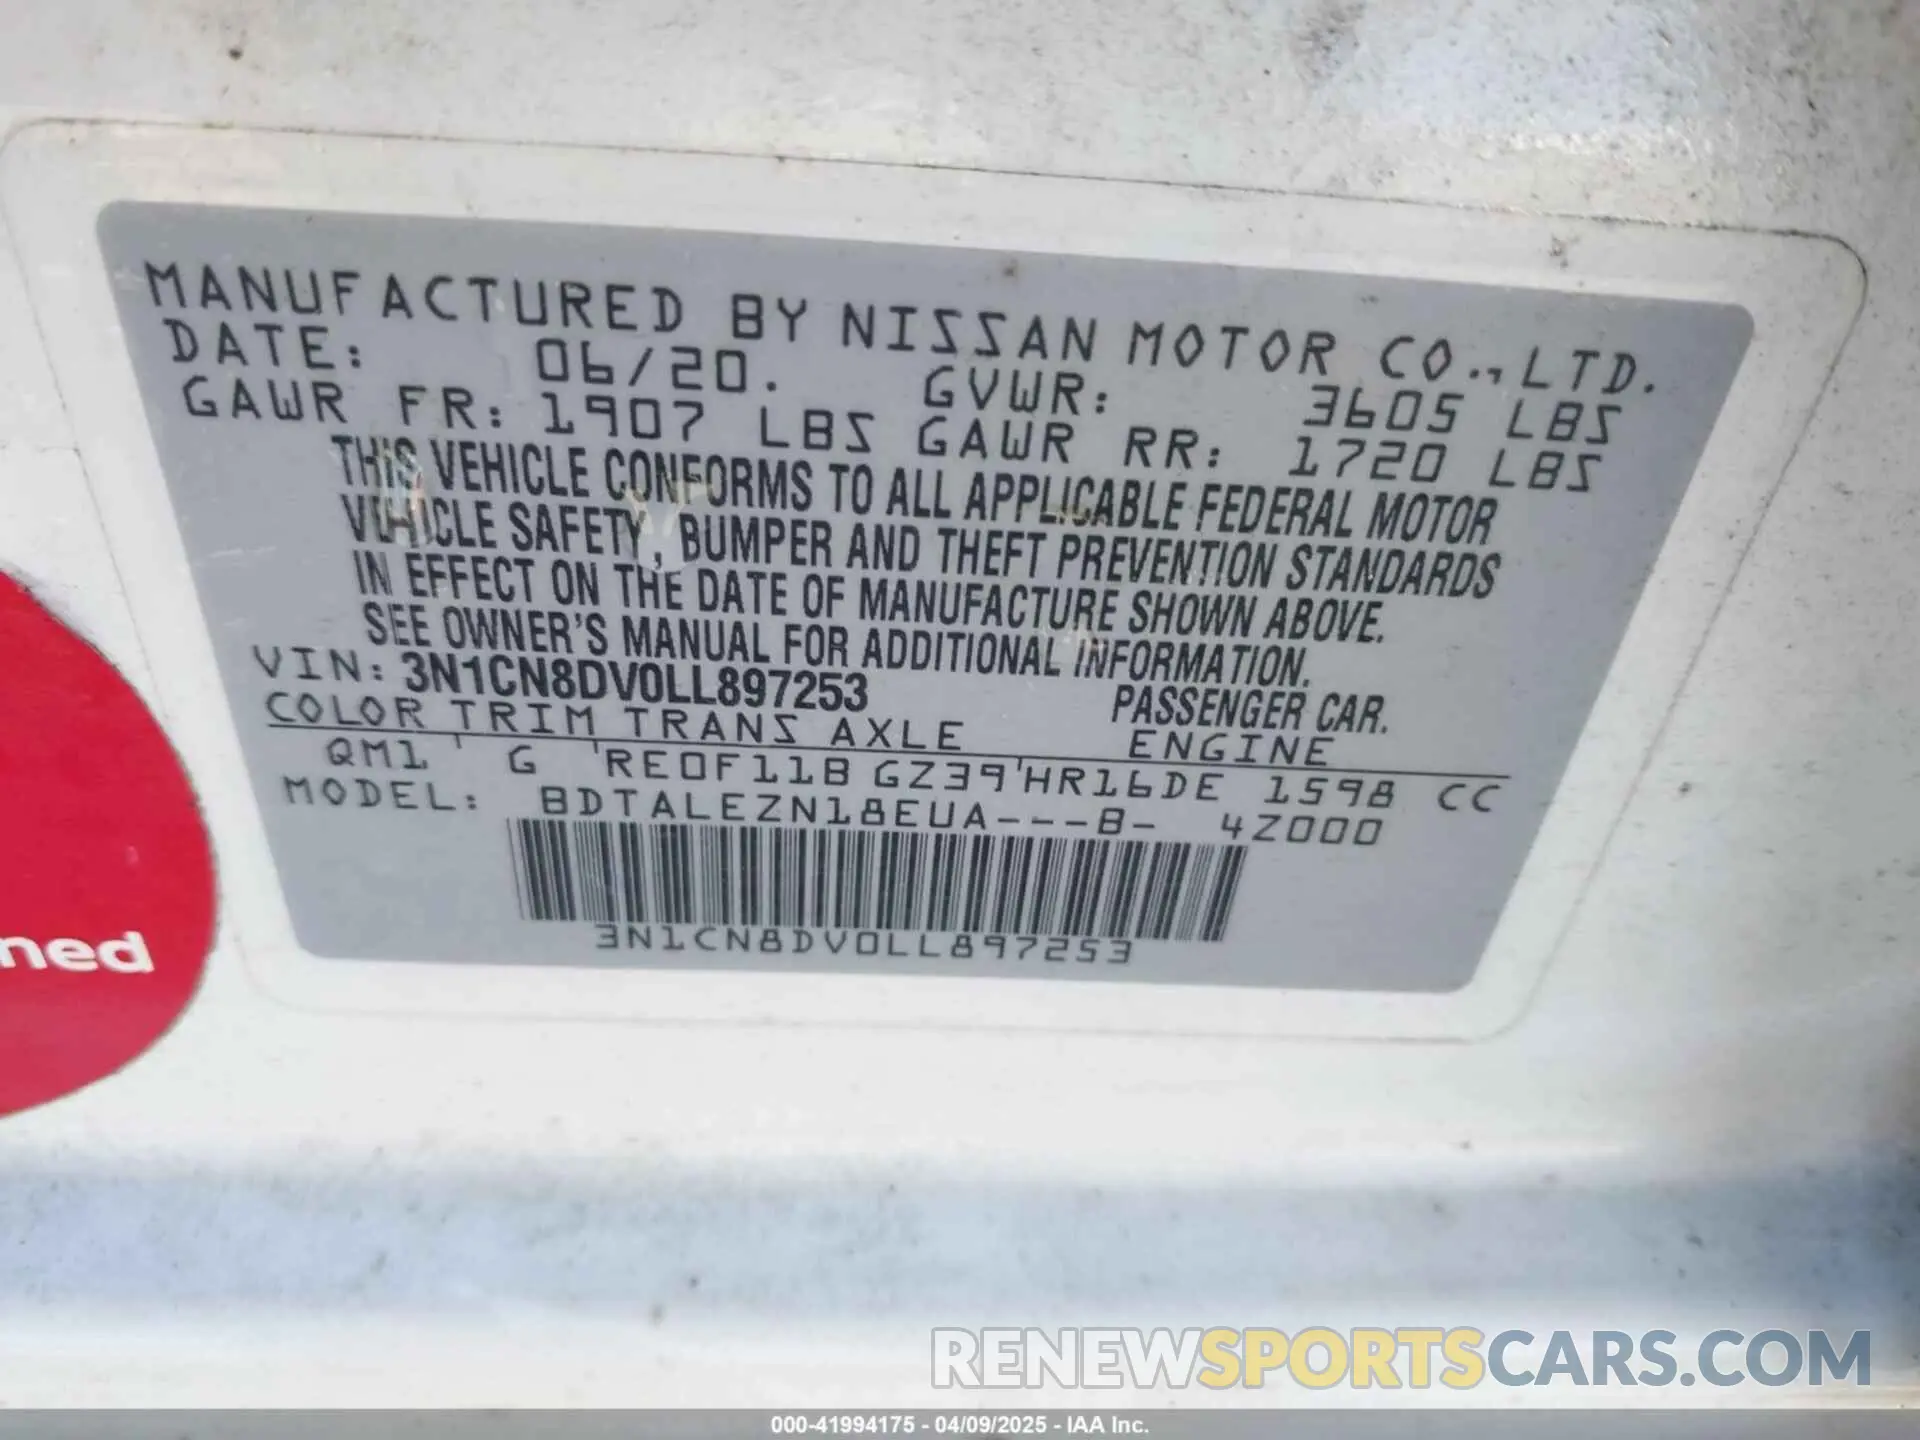 MANUFACTURED BY NISSAN MOTOR CO.,LTD.
DATE: 06/20. GVWR: 3605 LBS
GAWR FR: 1907 LBS GAWR RR: 1720 LBS
THIS VEHICLE CONFORMS TO ALL APPLICABLE FEDERAL MOTOR
VEHICLE SAFETY, BUMPER AND THEFT PREVENTION STANDARDS
IN EFFECT ON THE DATE OF MANUFACTURE SHOWN ABOVE.
SEE OWNER'S MANUAL FOR ADDITIONAL INFORMATION.
VIN: 3N1CN8DV0LL897253 PASSENGER CAR.
COLOR TRIM TRANS AXLE ENGINE
QM1 ' G 'RE0F11B GZ39'HR16DE 1598 CC
MODEL: BDTALEZN18EUA---B- 4Z000
3N1CN8DV0LL897253
ned
RENEWSPORTSCARS.COM
000-41994175 - 04/09/2025 - IAA Inc.